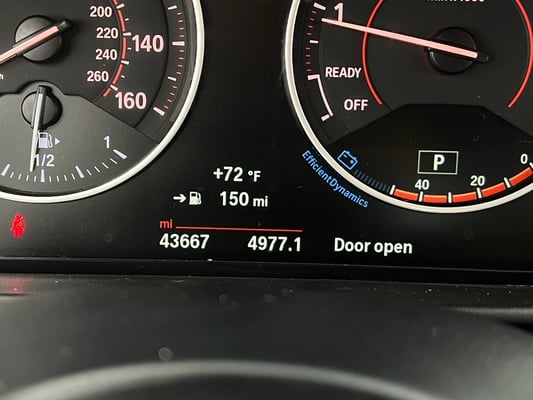 200
220
240
260
140
160
1/2
1
+72 °F
150 mi
mi
43667 4977.1
Door open
1
READY
OFF
EfficientDynamics
P
40 20 0